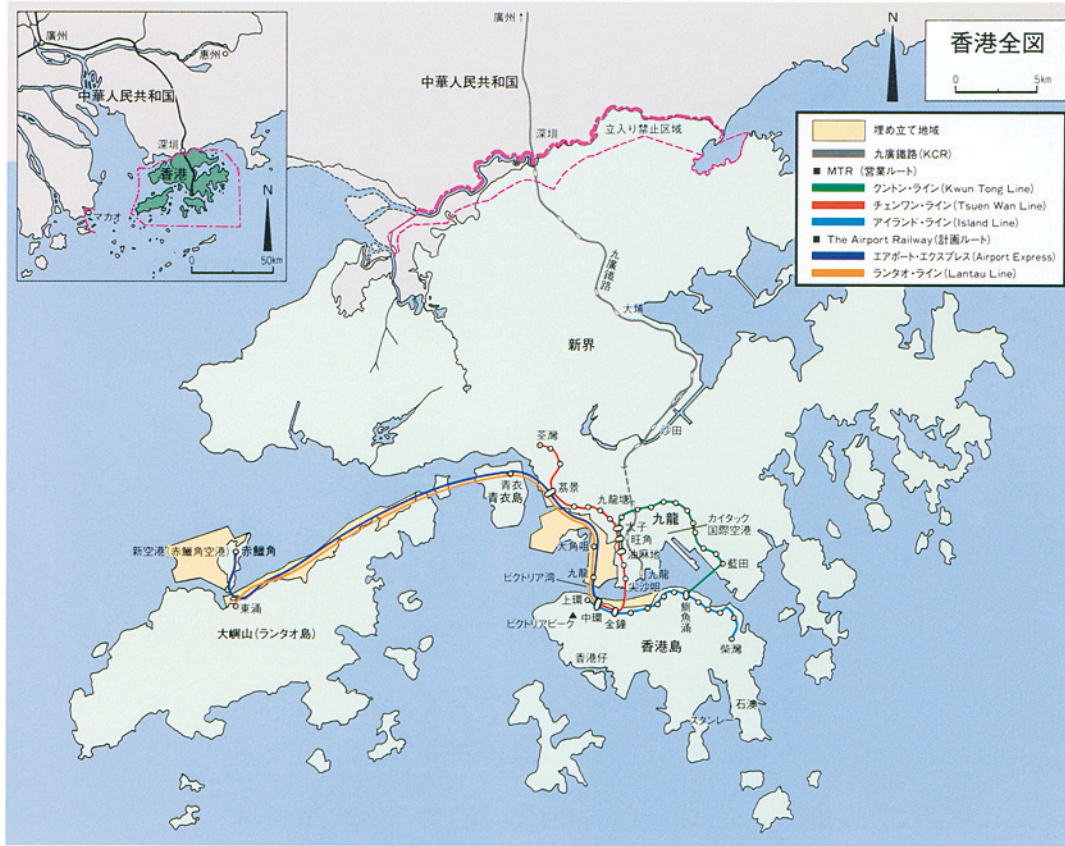 香港全図
N
0 5km
埋め立て地域
九廣鐵路(KCR)
■ MTR (営業ルート)
クントン・ライン(Kwun Tong Line)
チェンワン・ライン(Tsuen Wan Line)
アイランド・ライン(Island Line)
■ The Airport Railway(計画ルート)
エアポート・エクスプレス(Airport Express)
ランタオ・ライン(Lantau Line)
廣州
惠州
中華人民共和国
深圳
香港
マカオ
N
0 50km
廣州↑
中華人民共和国
深圳
立入り禁止区域
九廣鐵路
大埔
新界
沙田
荃灣
青衣
青衣島
茘景
九龍塘
九龍
カイタック
国際空港
太子
旺角
油麻地
大角咀
藍田
九龍
九龍
尖沙咀
ビクトリア湾
上環
中環
金鐘
ビクトリアピーク
鰂魚涌
香港島
柴灣
香港仔
石澳
スタンレー
新空港(赤鱲角空港)
赤鱲角
東涌
大嶼山(ランタオ島)